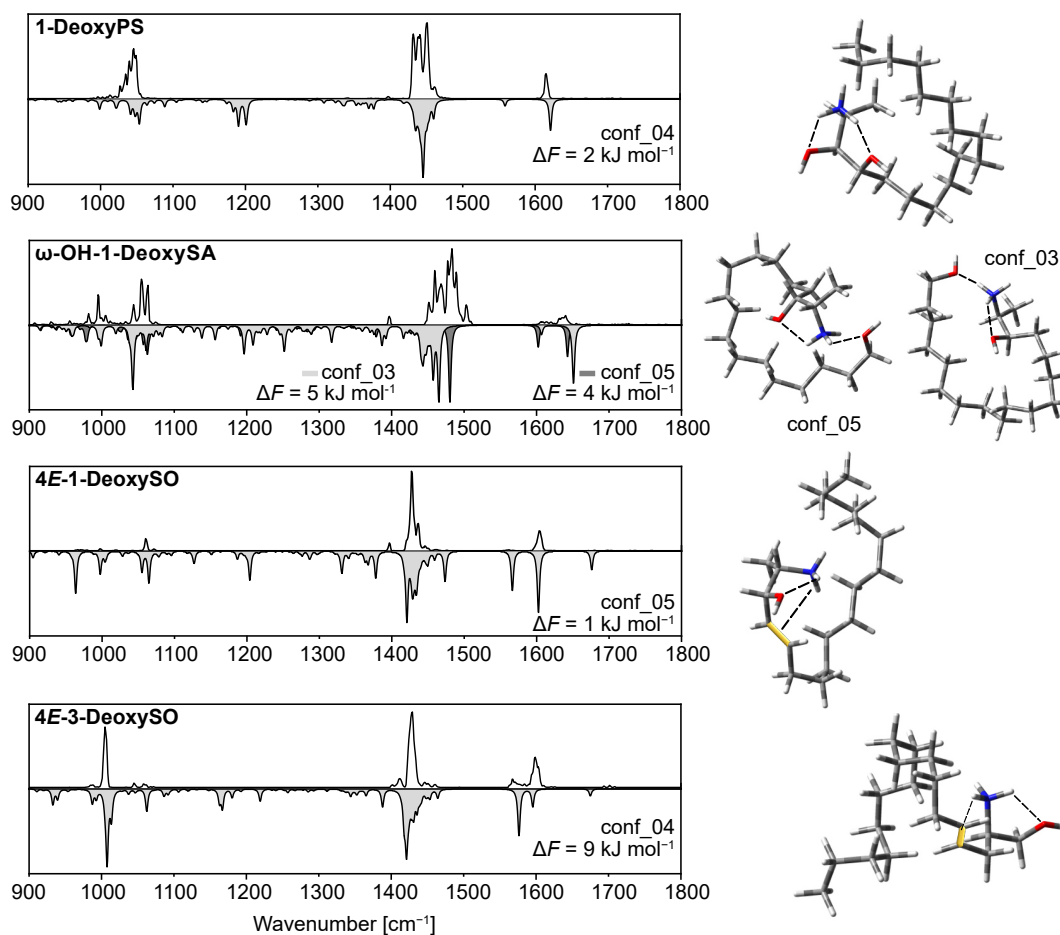 1-DeoxyPS
conf_04
ΔF = 2 kJ mol⁻¹
900 1000 1100 1200 1300 1400 1500 1600 1700 1800
ω-OH-1-DeoxySA
conf_03
ΔF = 5 kJ mol⁻¹
conf_05
ΔF = 4 kJ mol⁻¹
900 1000 1100 1200 1300 1400 1500 1600 1700 1800
conf_03
conf_05
4E-1-DeoxySO
conf_05
ΔF = 1 kJ mol⁻¹
900 1000 1100 1200 1300 1400 1500 1600 1700 1800
4E-3-DeoxySO
conf_04
ΔF = 9 kJ mol⁻¹
900 1000 1100 1200 1300 1400 1500 1600 1700 1800
Wavenumber [cm⁻¹]